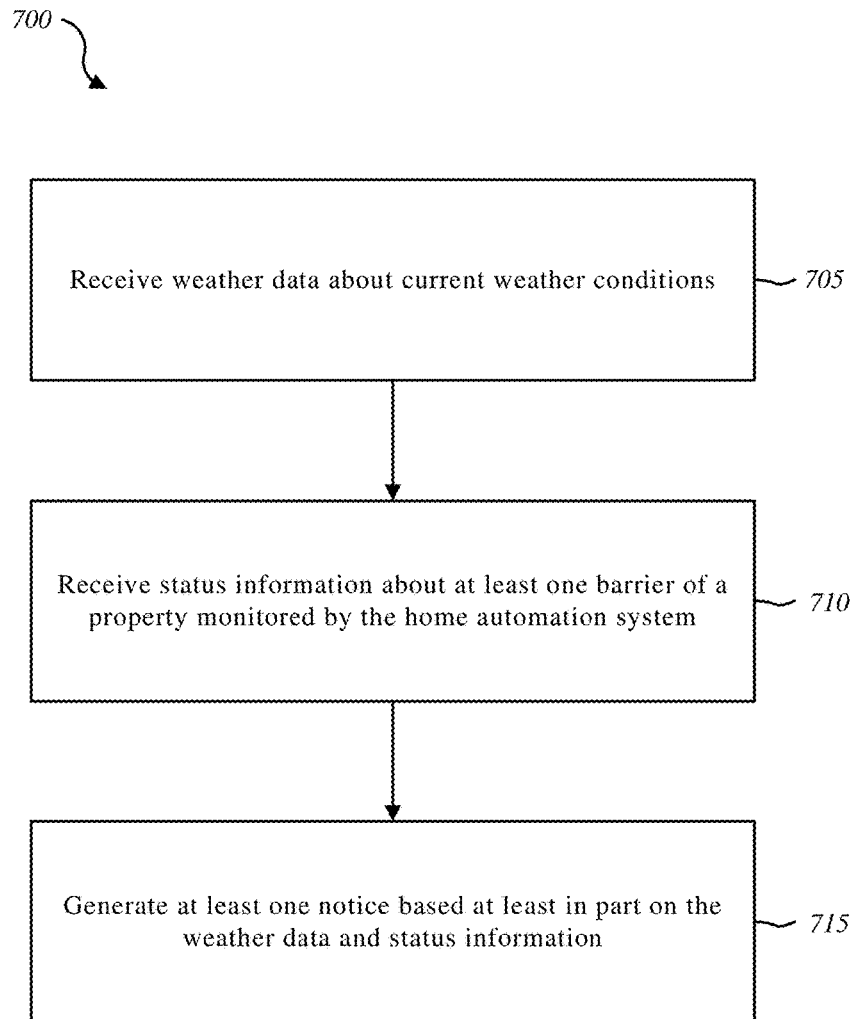 700
Receive weather data about current weather conditions
705
Receive status information about at least one barrier of a
property monitored by the home automation system
710
Generate at least one notice based at least in part on the
weather data and status information
715